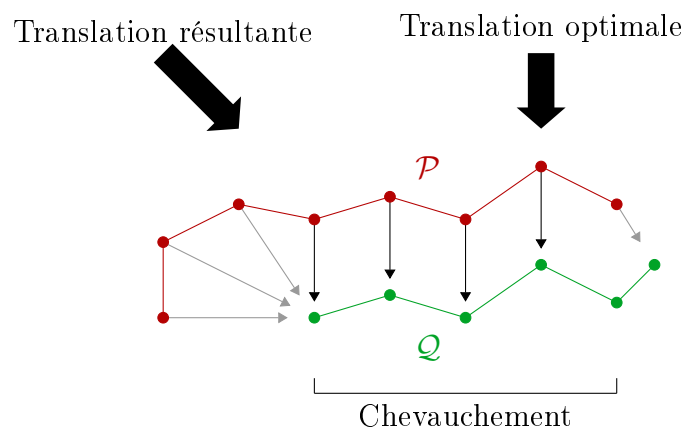 Translation résultante
Translation optimale
𝒫
𝒬
Chevauchement